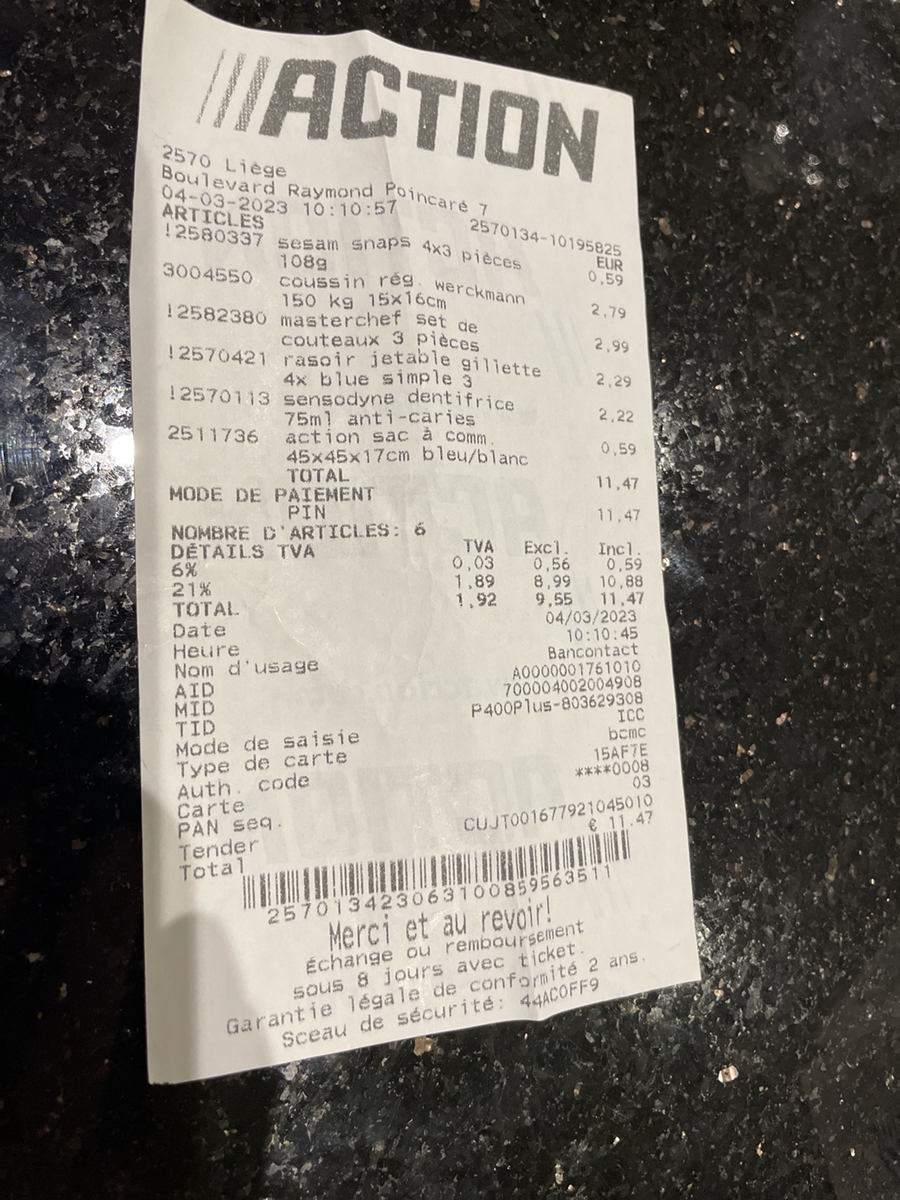 ///ACTION
2570 Liège
Boulevard Raymond Poincaré 7
04-03-2023 10:10:57 2570134-10195825
ARTICLES EUR
!2580337 sesam snaps 4x3 pièces 0,59
108g
3004550 coussin rég. werckmann 2,79
150 kg 15x16cm
!2582380 masterchef set de 2,99
couteaux 3 pièces
!2570421 rasoir jetable gillette 2,29
4x blue simple 3
!2570113 sensodyne dentifrice 2,22
75ml anti-caries
2511736 action sac à comm. 0,59
45x45x17cm bleu/blanc
TOTAL 11,47
MODE DE PAIEMENT
PIN 11,47
NOMBRE D'ARTICLES: 6
DÉTAILS TVA TVA Excl. Incl.
6% 0,03 0,56 0,59
21% 1,89 8,99 10,88
TOTAL 1,92 9,55 11,47
Date 04/03/2023
Heure 10:10:45
Nom d'usage Bancontact
AID A0000001761010
MID 700004002004908
TID P400Plus-803629308
Mode de saisie ICC
Type de carte bcmc
Auth. code 15AF7E
Carte ****0008
PAN seq. 03
Tender CUJT001677921045010
Total € 11.47
257013423063100859563511
Merci et au revoir!
Échange ou remboursement
sous 8 jours avec ticket.
Garantie légale de conformité 2 ans.
Sceau de sécurité: 44AC0FF9